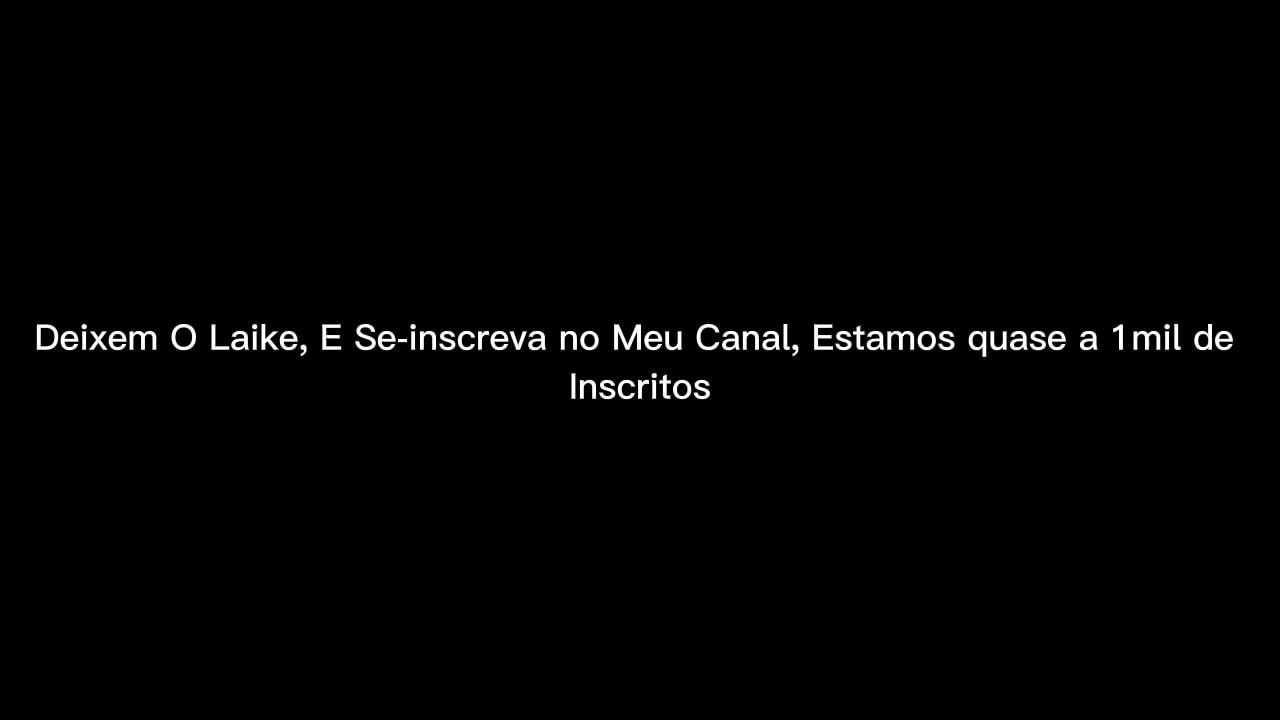 Deixem O Laike, E Se-inscreva no Meu Canal, Estamos quase a 1mil de
Inscritos